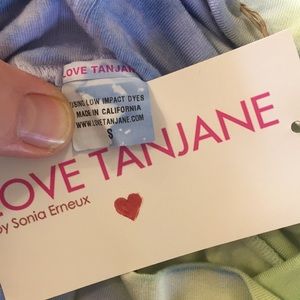 LOVE TANJANE
USING LOW IMPACT DYES
MADE IN CALIFORNIA
WWW.LOVETANJANE.COM
S
LOVE TANJANE
by Sonia Erneux